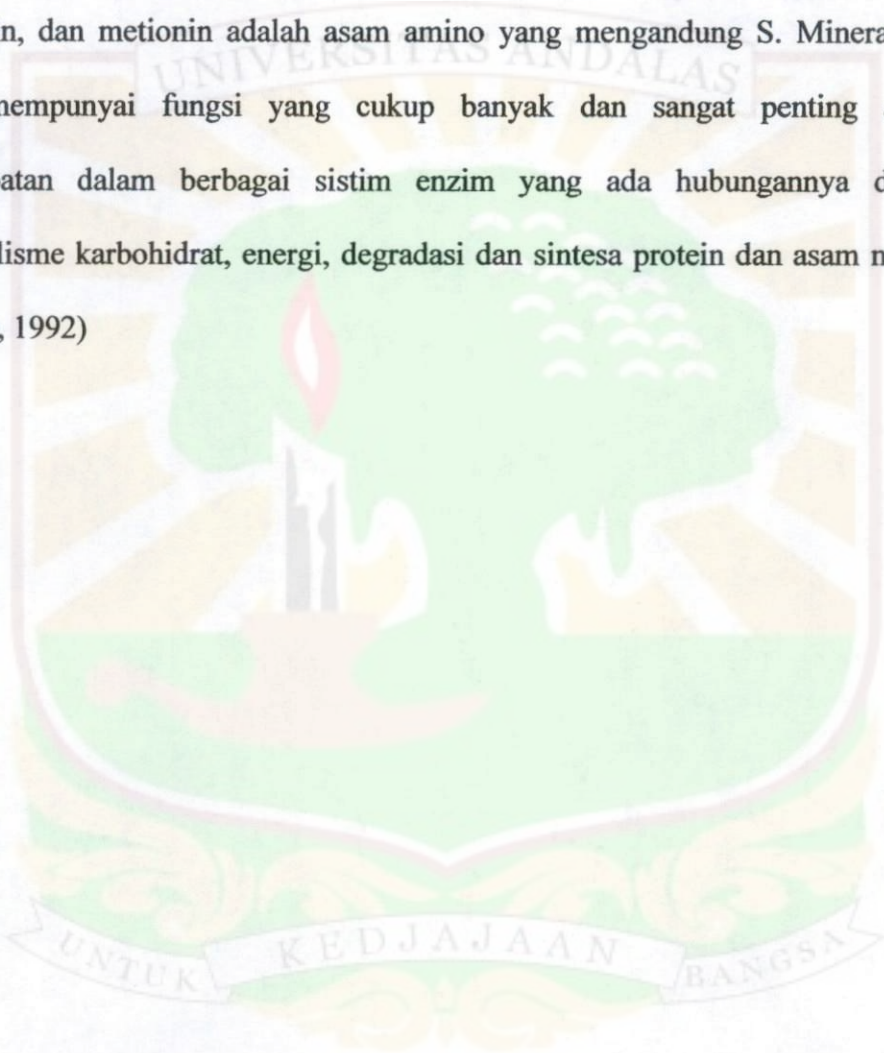 n, dan metionin adalah asam amino yang mengandung S. Minera
UNIVERSITAS ANDALAS
nempunyai fungsi yang cukup banyak dan sangat penting
atan dalam berbagai sistim enzim yang ada hubungannya d
lisme karbohidrat, energi, degradasi dan sintesa protein dan asam n
, 1992)
UNTUK KEDJAJAAN BANGSA